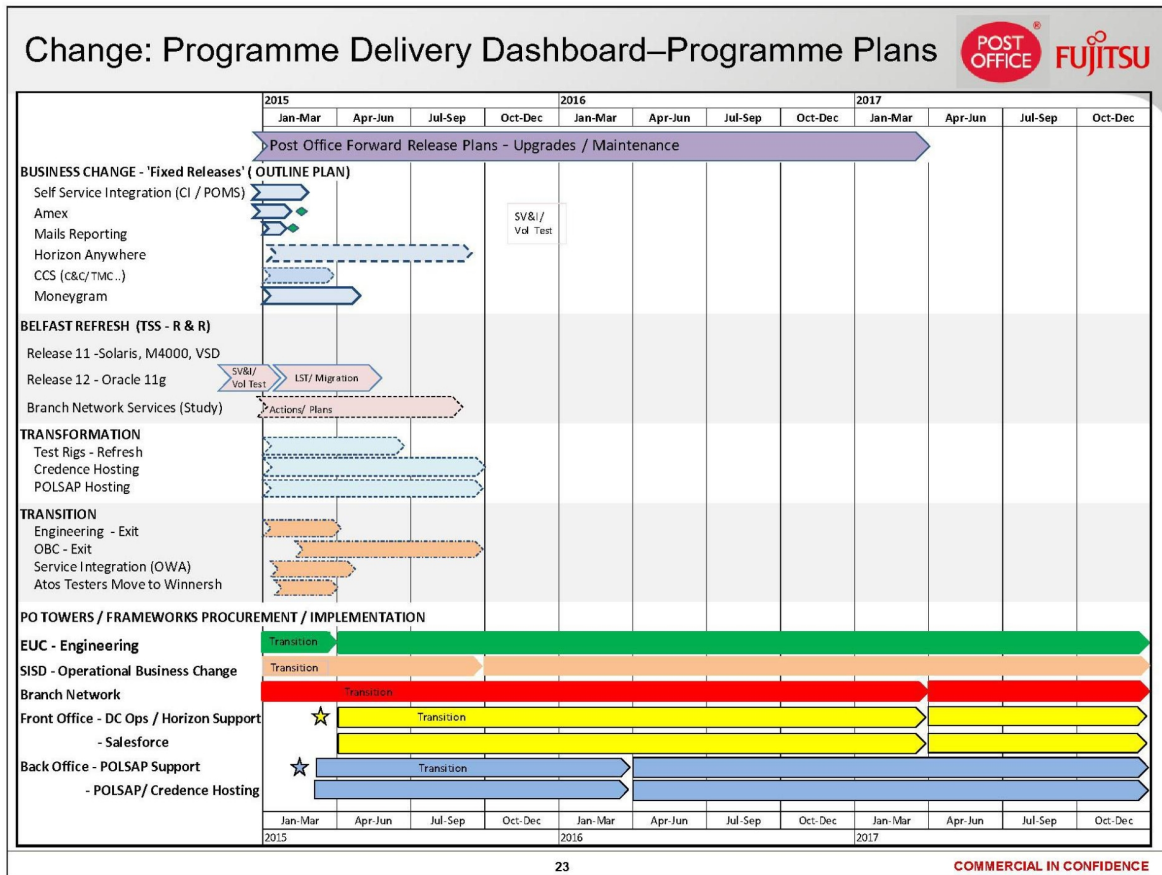 Change: Programme Delivery Dashboard–Programme Plans
POST OFFICE ®
FUJITSU
2015 2016 2017
Jan-Mar Apr-Jun Jul-Sep Oct-Dec Jan-Mar Apr-Jun Jul-Sep Oct-Dec Jan-Mar Apr-Jun Jul-Sep Oct-Dec
Post Office Forward Release Plans - Upgrades / Maintenance
BUSINESS CHANGE - 'Fixed Releases' ( OUTLINE PLAN)
Self Service Integration (CI / POMS)
Amex
SV&I/
Vol Test
Mails Reporting
Horizon Anywhere
CCS (C&C/TMC..)
Moneygram
BELFAST REFRESH (TSS - R & R)
Release 11 -Solaris, M4000, VSD
Release 12 - Oracle 11g
SV&I/
Vol Test
LST/ Migration
Branch Network Services (Study)
Actions/ Plans
TRANSFORMATION
Test Rigs - Refresh
Credence Hosting
POLSAP Hosting
TRANSITION
Engineering - Exit
OBC - Exit
Service Integration (OWA)
Atos Testers Move to Winnersh
PO TOWERS / FRAMEWORKS PROCUREMENT / IMPLEMENTATION
EUC - Engineering Transition
SISD - Operational Business Change Transition
Branch Network Transition
Front Office - DC Ops / Horizon Support Transition
- Salesforce
Back Office - POLSAP Support Transition
- POLSAP/ Credence Hosting
Jan-Mar Apr-Jun Jul-Sep Oct-Dec Jan-Mar Apr-Jun Jul-Sep Oct-Dec Jan-Mar Apr-Jun Jul-Sep Oct-Dec
2015 2016 2017
23
COMMERCIAL IN CONFIDENCE